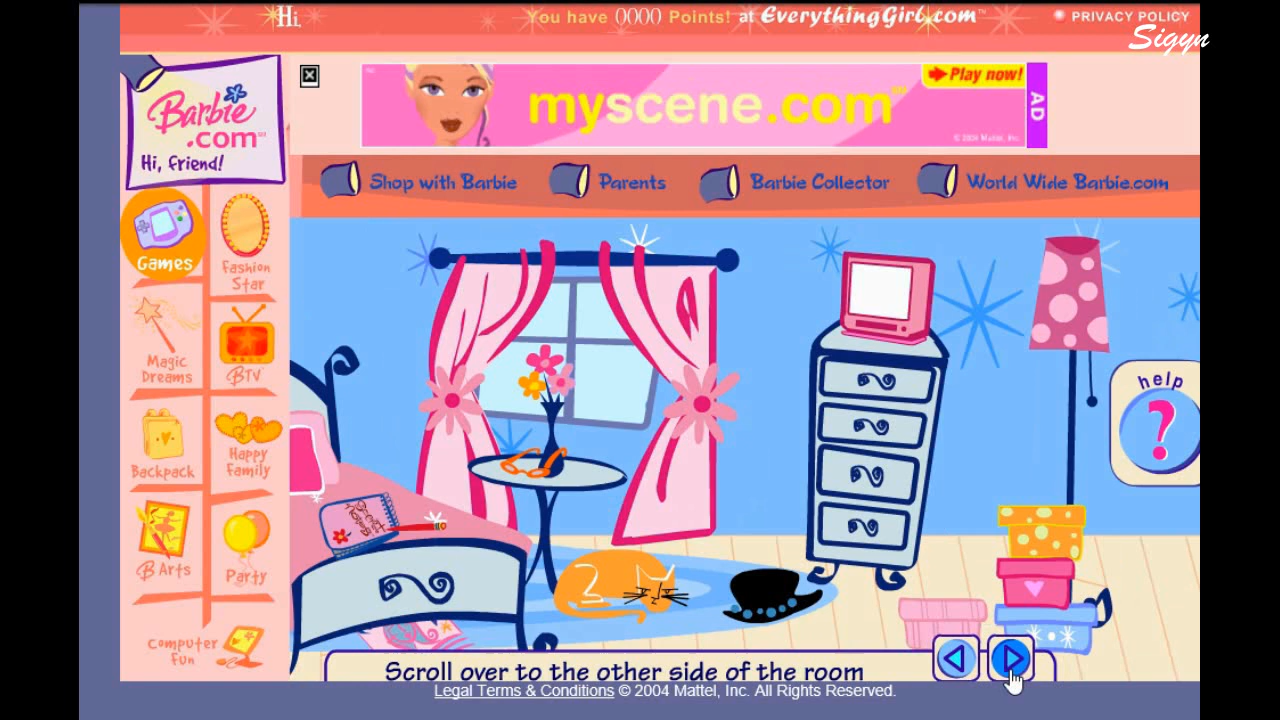 Hi.
You have 0000 Points! at EverythingGirl.com™
PRIVACY POLICY
Sigyn
Barbie
.com
Hi, friend!
myscene.com
Play now!
AD
© 2004 Mattel, Inc.
Shop with Barbie
Parents
Barbie Collector
World Wide Barbie.com
Games
Fashion
Star
Magic
Dreams
BTV
Backpack
Happy
Family
B Arts
Party
Computer
Fun
help
?
Scroll over to the other side of the room
Legal Terms & Conditions © 2004 Mattel, Inc. All Rights Reserved.